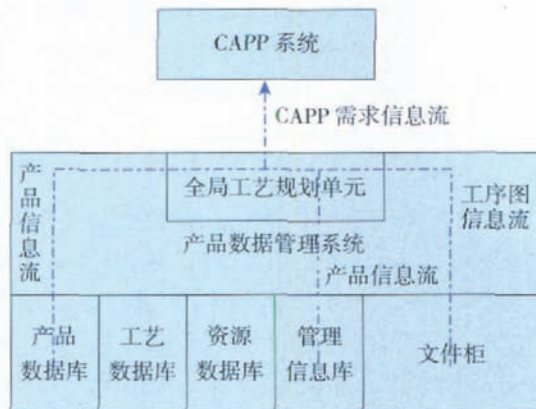 CAPP 系统
CAPP 需求信息流
产品信息流
全局工艺规划单元
工序图
信息流
产品数据管理系统
产品信息流
产品
数据库
工艺
数据库
资源
数据库
管理
信息库
文件柜